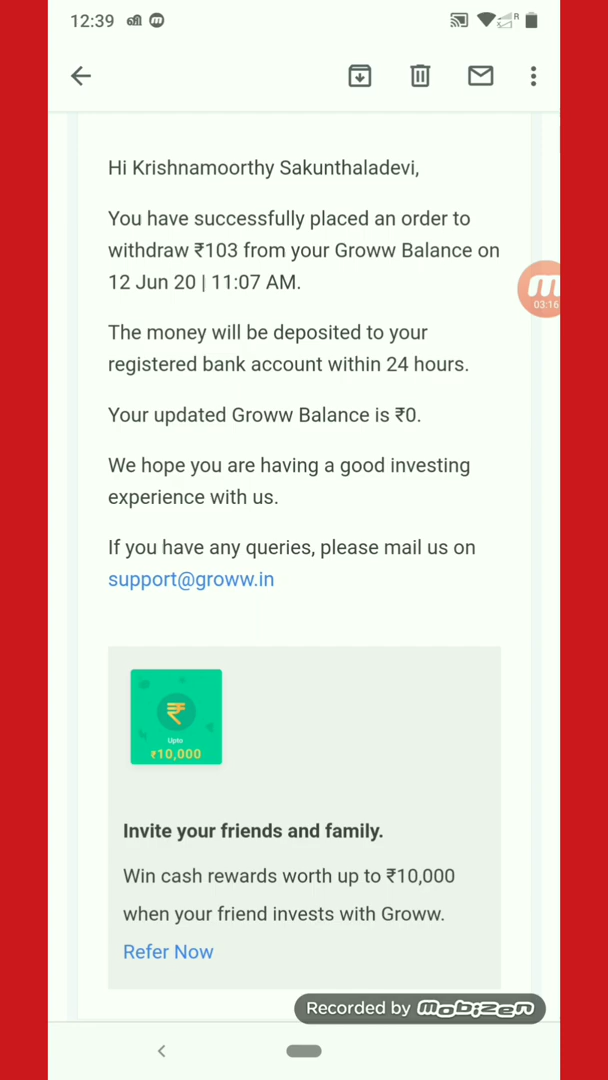 12:39
R
Hi Krishnamoorthy Sakunthaladevi,
You have successfully placed an order to
withdraw ₹103 from your Groww Balance on
12 Jun 20 | 11:07 AM.
03:16
The money will be deposited to your
registered bank account within 24 hours.
Your updated Groww Balance is ₹0.
We hope you are having a good investing
experience with us.
If you have any queries, please mail us on
support@groww.in
₹
Upto
₹10,000
Invite your friends and family.
Win cash rewards worth up to ₹10,000
when your friend invests with Groww.
Refer Now
Recorded by mobizen